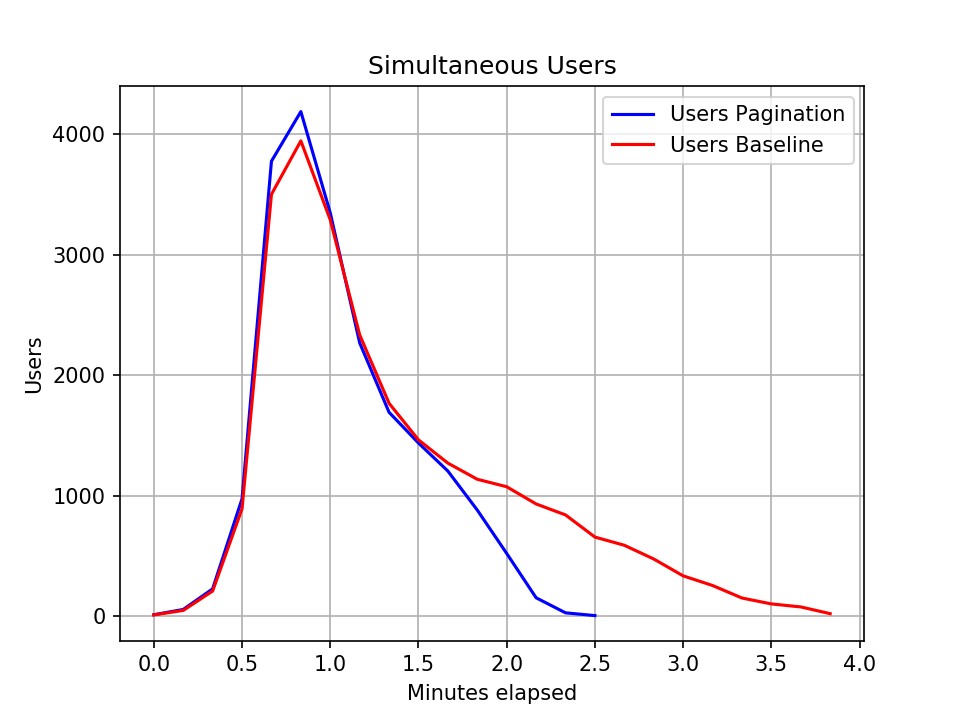 Simultaneous Users
Users Pagination
Users Baseline
4000
3000
2000
1000
0
Users
0.0 0.5 1.0 1.5 2.0 2.5 3.0 3.5 4.0
Minutes elapsed